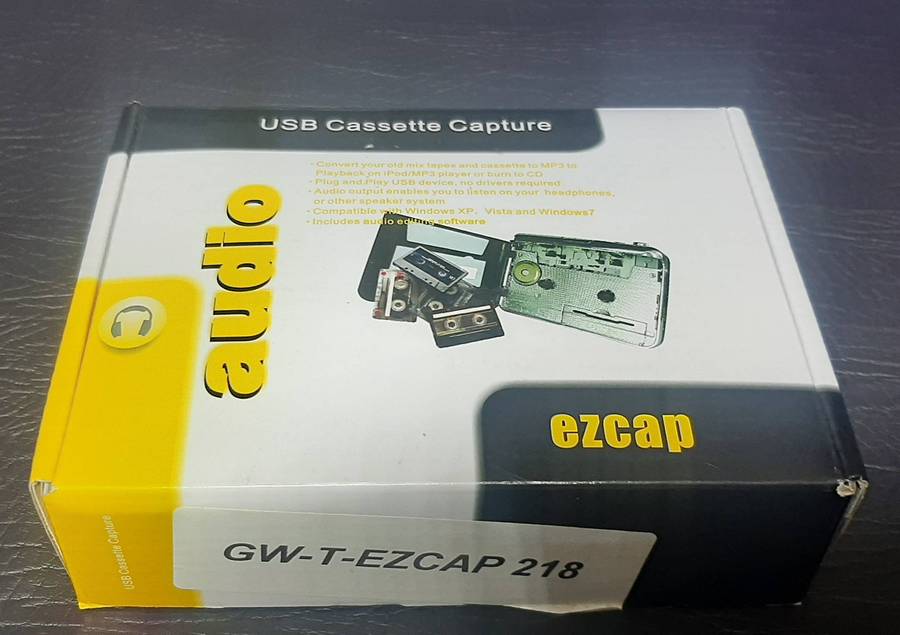 USB Cassette Capture
• Convert your old mix tapes and cassette to MP3 to
Playback on iPod/MP3 player or burn to CD
• Plug and Play USB device, no drivers required
• Audio output enables you to listen on your headphones,
or other speaker system
• Compatible with Windows XP, Vista and Windows7
• Includes audio editing software
audio
ezcap
USB Cassette Capture
GW-T-EZCAP 218